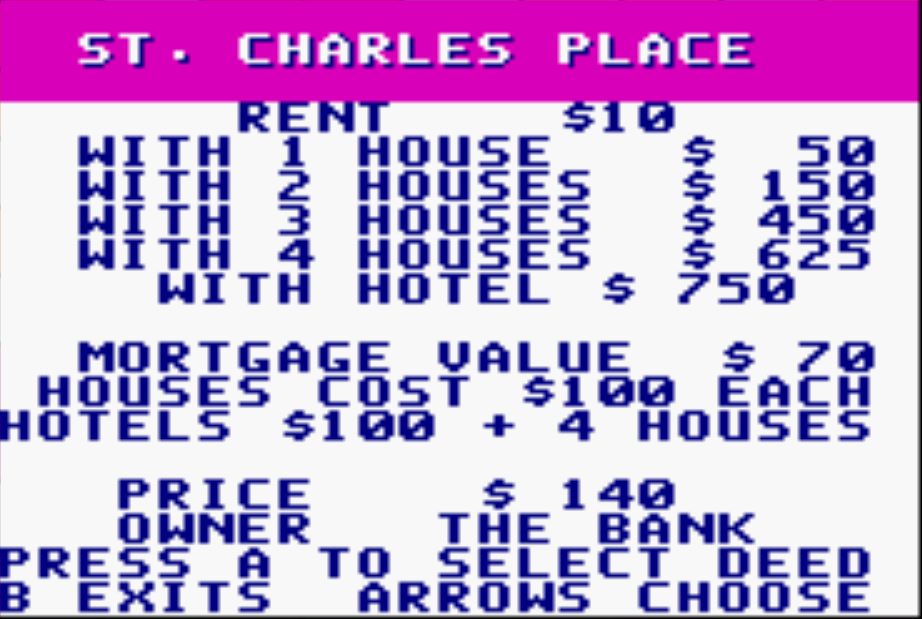 ST. CHARLES PLACE
RENT $10
WITH 1 HOUSE $ 50
WITH 2 HOUSES $ 150
WITH 3 HOUSES $ 450
WITH 4 HOUSES $ 625
WITH HOTEL $ 750
MORTGAGE VALUE $ 70
HOUSES COST $100 EACH
HOTELS $100 + 4 HOUSES
PRICE $ 140
OWNER THE BANK
PRESS A TO SELECT DEED
B EXITS ARROWS CHOOSE